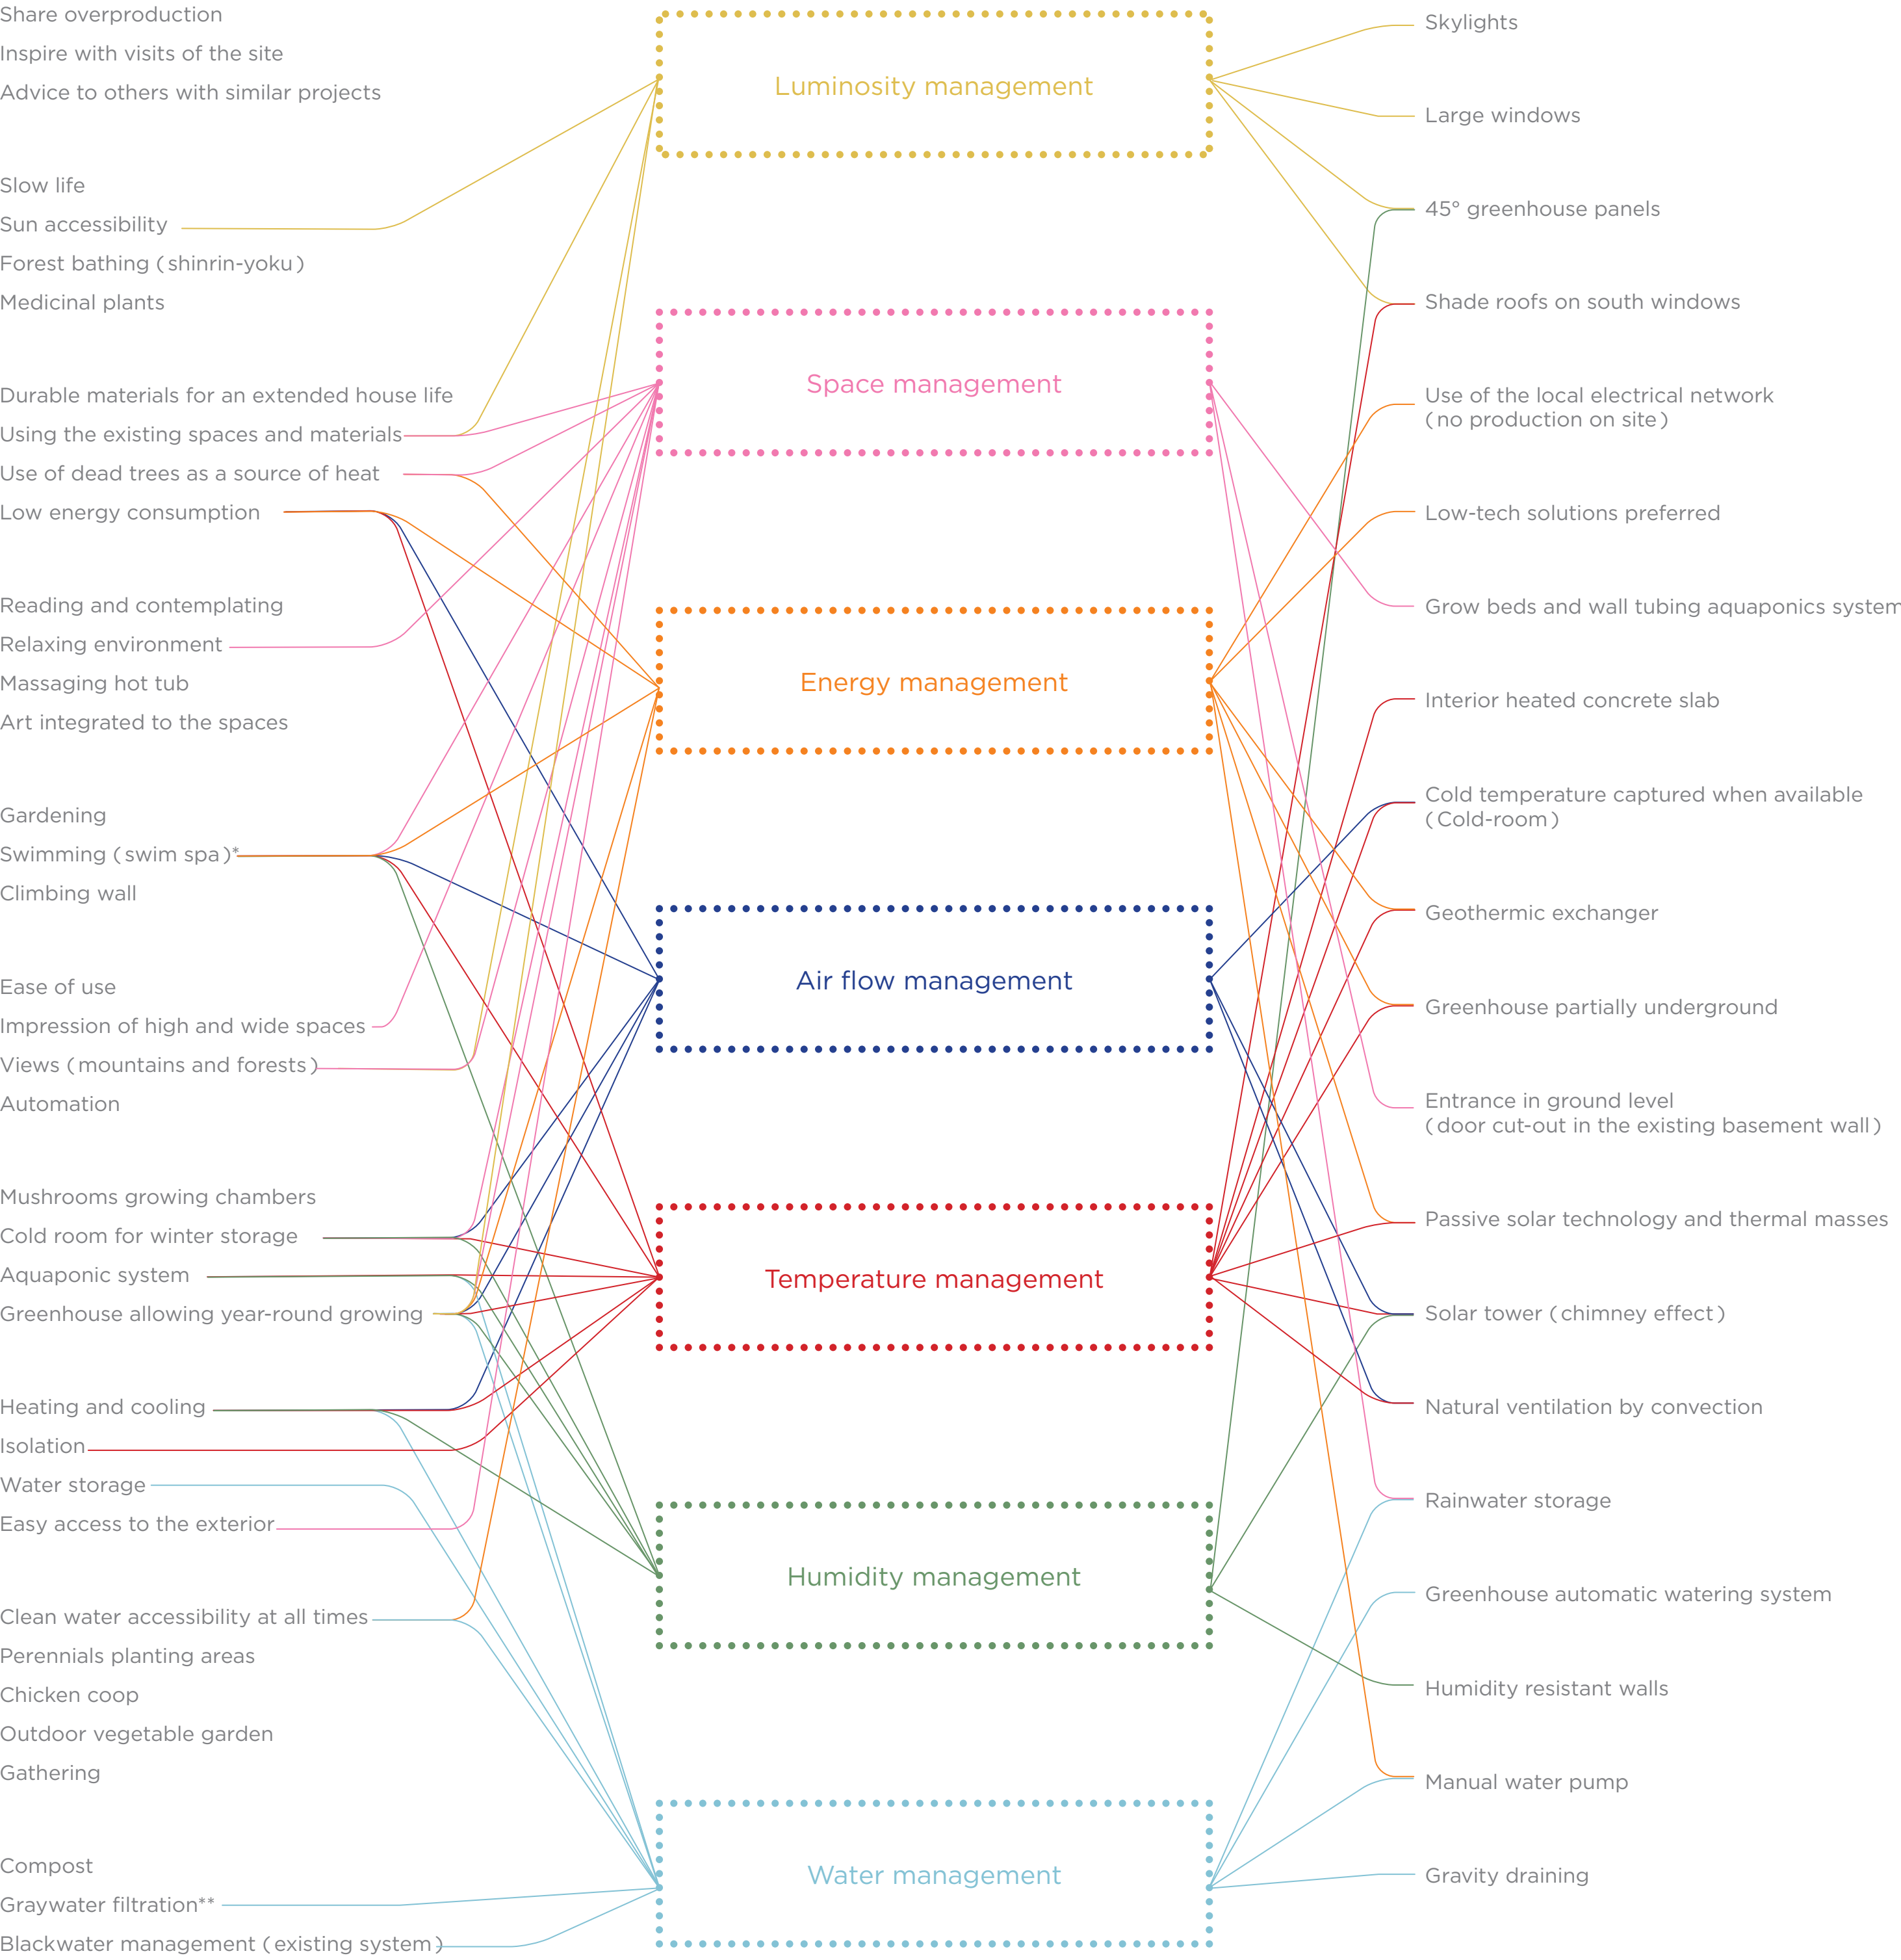 Share overproduction
Inspire with visits of the site
Advice to others with similar projects
Slow life
Sun accessibility
Forest bathing (shinrin-yoku)
Medicinal plants
Durable materials for an extended house life
Using the existing spaces and materials
Use of dead trees as a source of heat
Low energy consumption
Reading and contemplating
Relaxing environment
Massaging hot tub
Art integrated to the spaces
Gardening
Swimming (swim spa)*
Climbing wall
Ease of use
Impression of high and wide spaces
Views (mountains and forests)
Automation
Mushrooms growing chambers
Cold room for winter storage
Aquaponic system
Greenhouse allowing year-round growing
Heating and cooling
Isolation
Water storage
Easy access to the exterior
Clean water accessibility at all times
Perennials planting areas
Chicken coop
Outdoor vegetable garden
Gathering
Compost
Graywater filtration**
Blackwater management (existing system)
Luminosity management
Space management
Energy management
Air flow management
Temperature management
Humidity management
Water management
Skylights
Large windows
45° greenhouse panels
Shade roofs on south windows
Use of the local electrical network
(no production on site)
Low-tech solutions preferred
Grow beds and wall tubing aquaponics system
Interior heated concrete slab
Cold temperature captured when available
(Cold-room)
Geothermic exchanger
Greenhouse partially underground
Entrance in ground level
(door cut-out in the existing basement wall)
Passive solar technology and thermal masses
Solar tower (chimney effect)
Natural ventilation by convection
Rainwater storage
Greenhouse automatic watering system
Humidity resistant walls
Manual water pump
Gravity draining